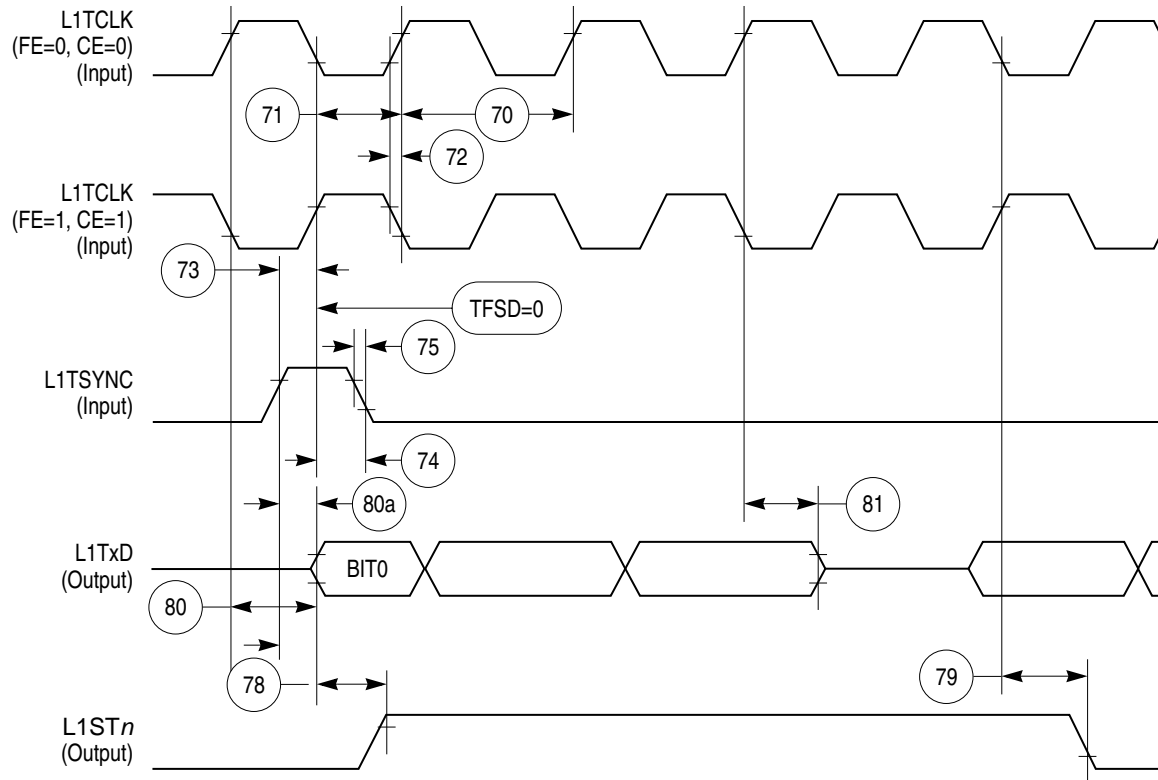 L1TCLK
(FE=0, CE=0)
(Input)
71
70
72
L1TCLK
(FE=1, CE=1)
(Input)
73
TFSD=0
75
L1TSYNC
(Input)
74
80a
81
L1TxD
(Output)
BIT0
80
78
79
L1STn
(Output)